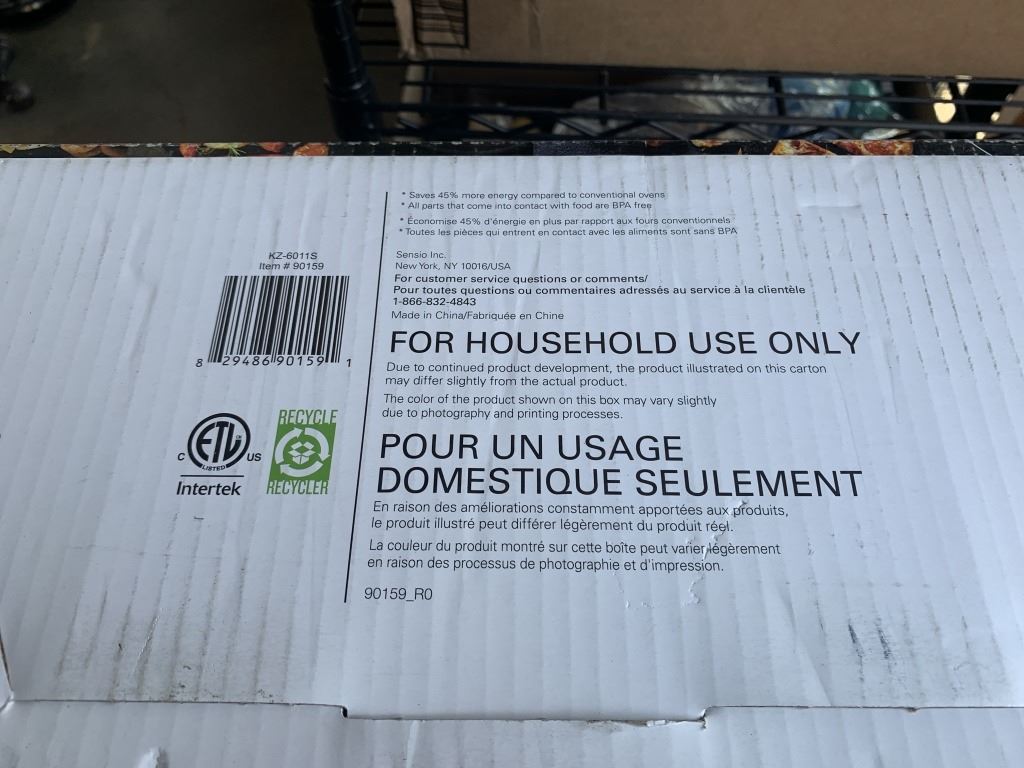 * Saves 45% more energy compared to conventional ovens
* All parts that come into contact with food are BPA free
* Économise 45% d'énergie en plus par rapport aux fours conventionnels
* Toutes les pièces qui entrent en contact avec les aliments sont sans BPA
KZ-6011S
Item # 90159
8 29486 90159 1
Sensio Inc.
New York, NY 10016/USA
For customer service questions or comments/
Pour toutes questions ou commentaires adressés au service à la clientèle
1-866-832-4843
Made in China/Fabriquée en Chine
FOR HOUSEHOLD USE ONLY
Due to continued product development, the product illustrated on this carton
may differ slightly from the actual product.
The color of the product shown on this box may vary slightly
due to photography and printing processes.
C ETL US
LISTED
Intertek
RECYCLE
RECYCLER
POUR UN USAGE
DOMESTIQUE SEULEMENT
En raison des améliorations constamment apportées aux produits,
le produit illustré peut différer légèrement du produit réel.
La couleur du produit montré sur cette boîte peut varier légèrement
en raison des processus de photographie et d'impression.
90159_R0